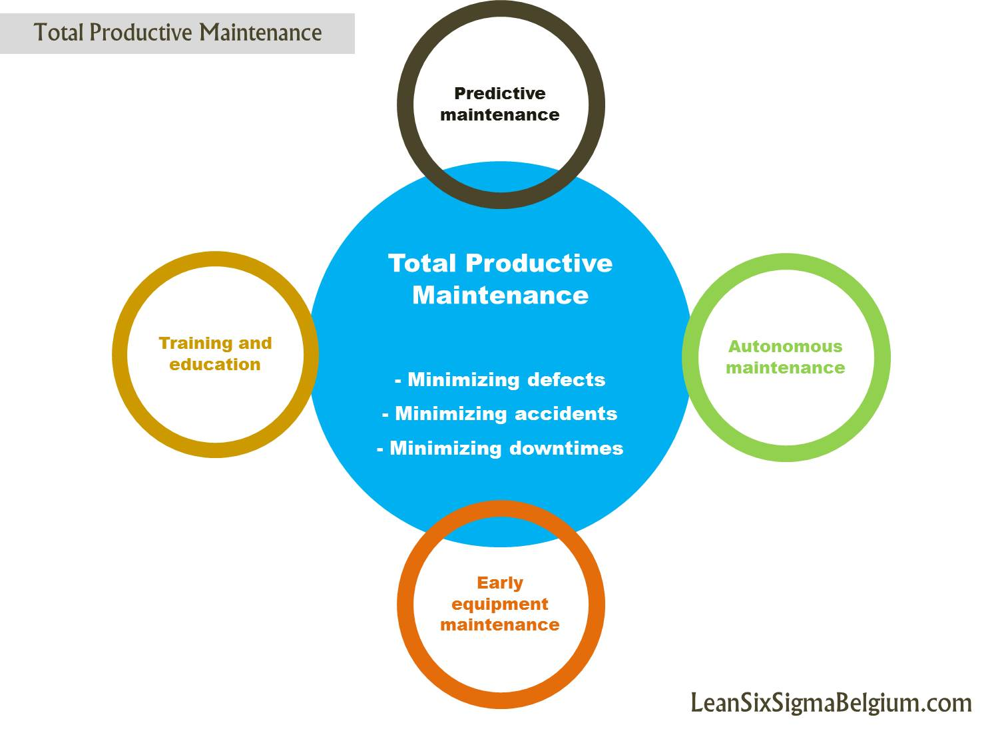 Total Productive Maintenance
Predictive
maintenance
Total Productive
Maintenance
Training and
education
Autonomous
maintenance
- Minimizing defects
- Minimizing accidents
- Minimizing downtimes
Early
equipment
maintenance
LeanSixSigmaBelgium.com